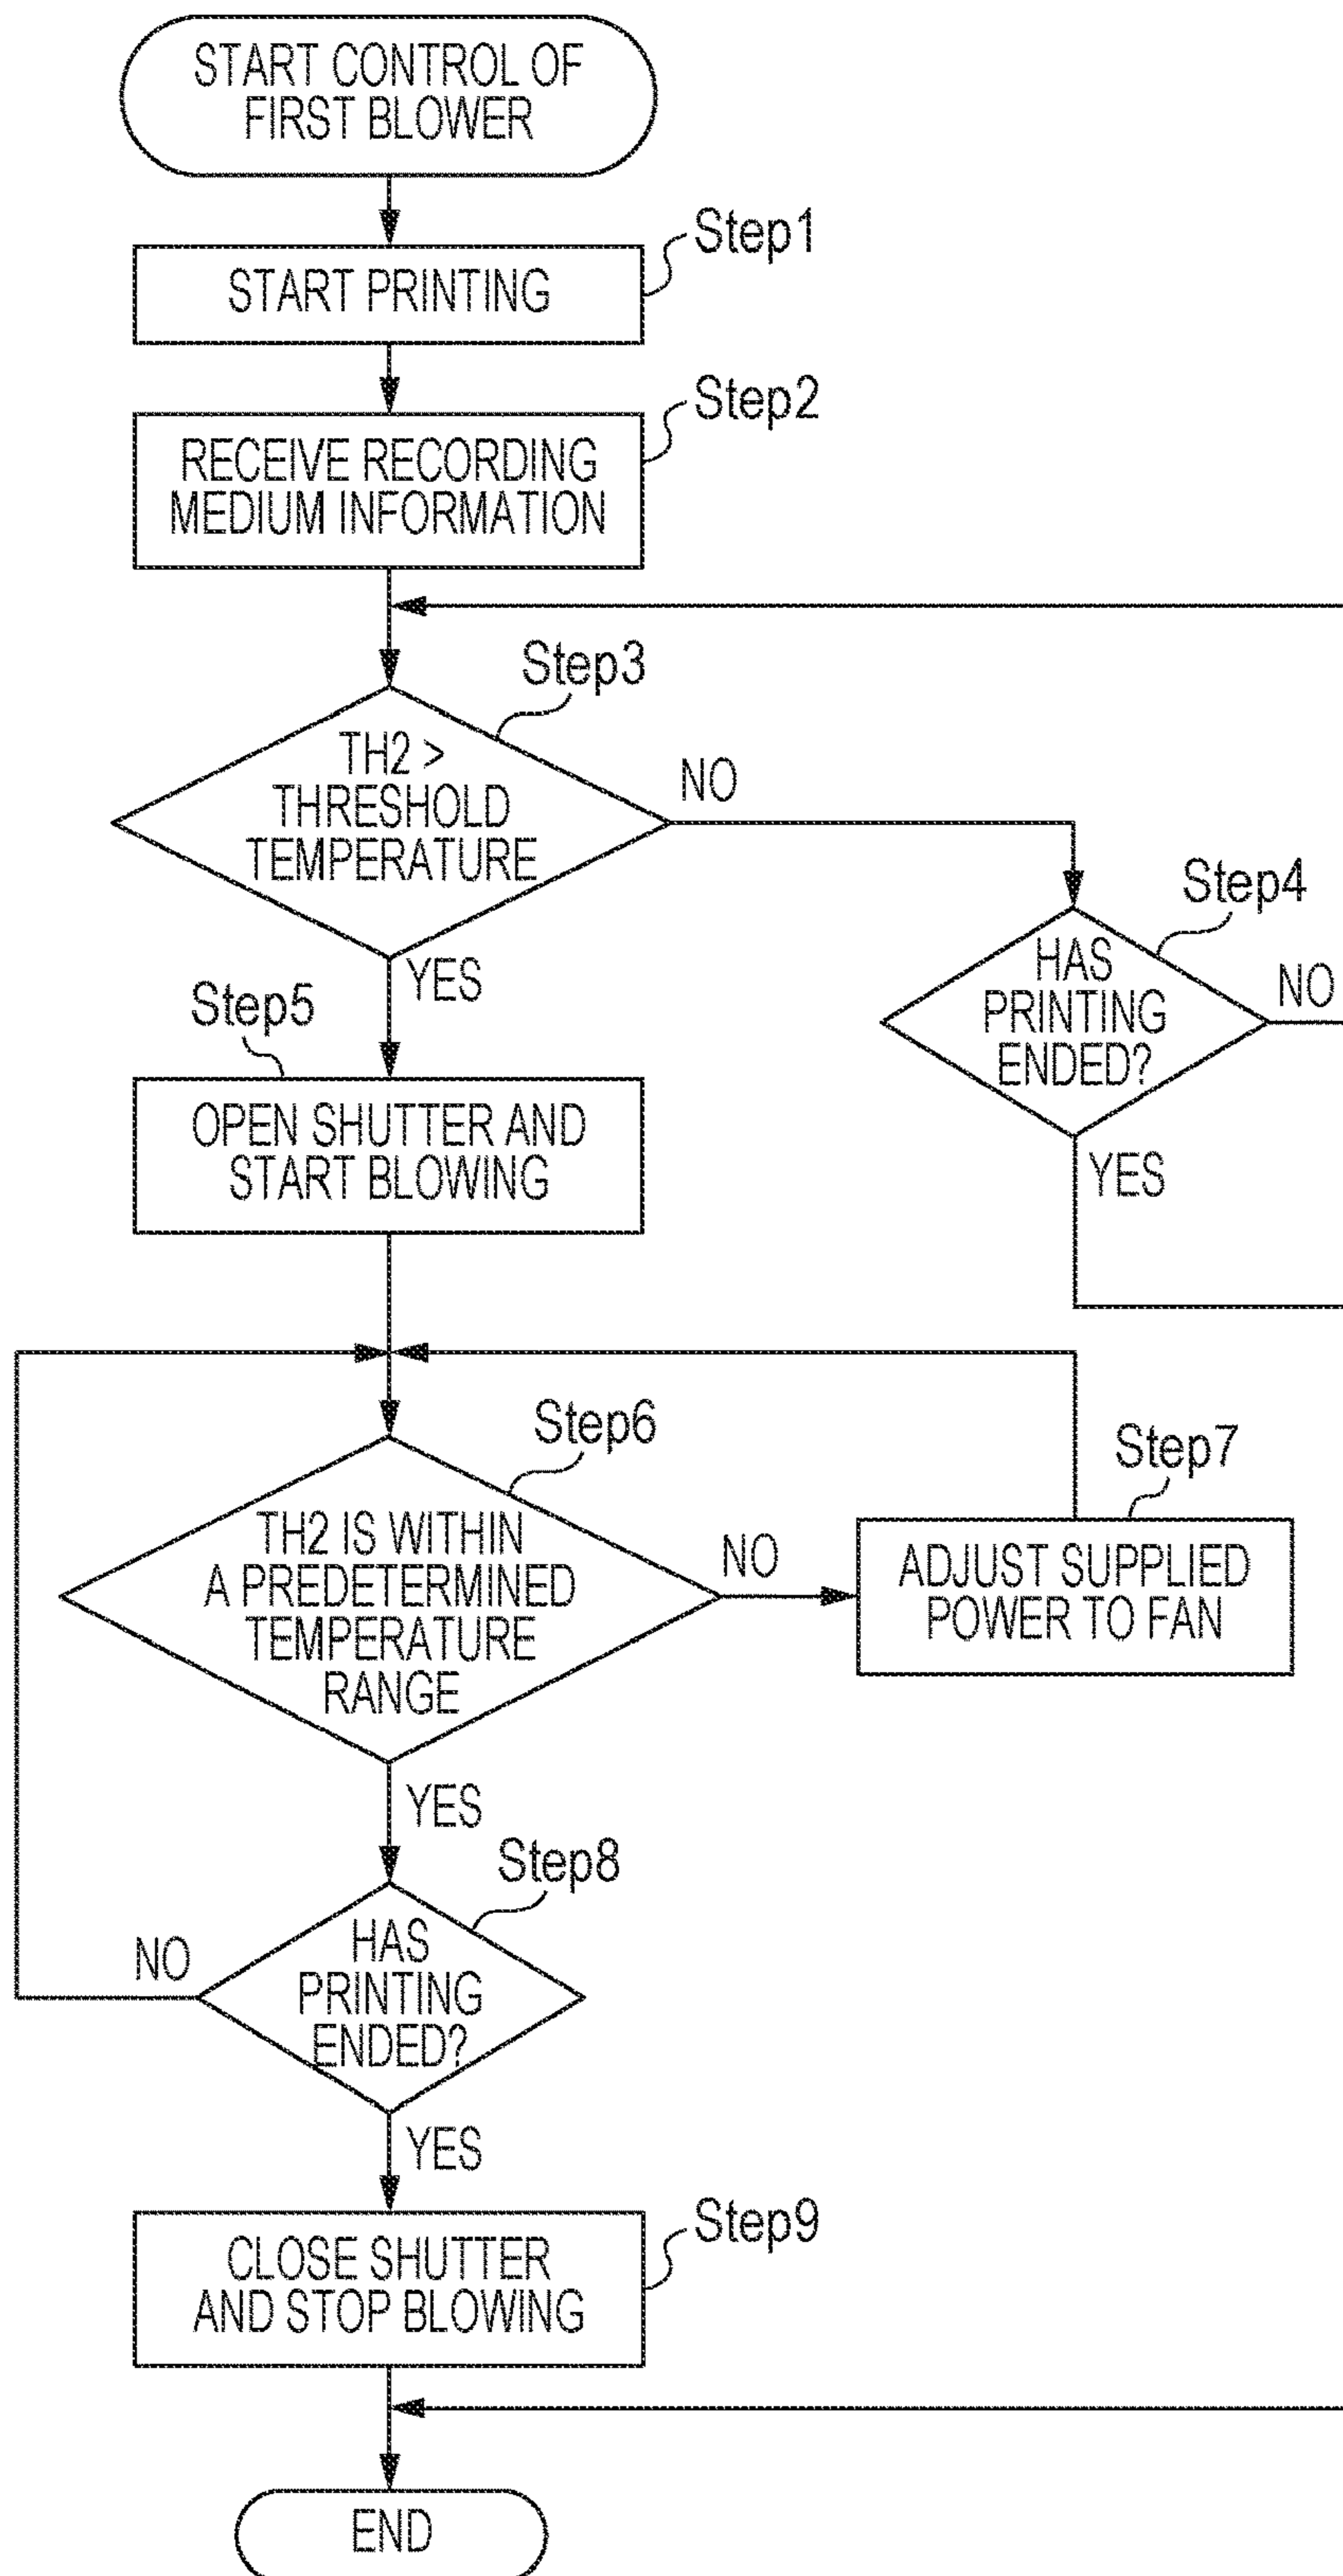 START CONTROL OF
FIRST BLOWER
Step1
START PRINTING
Step2
RECEIVE RECORDING
MEDIUM INFORMATION
Step3
TH2 >
THRESHOLD
TEMPERATURE
NO
YES
Step4
HAS
PRINTING
ENDED?
NO
YES
Step5
OPEN SHUTTER AND
START BLOWING
Step6
TH2 IS WITHIN
A PREDETERMINED
TEMPERATURE
RANGE
NO
YES
Step7
ADJUST SUPPLIED
POWER TO FAN
Step8
HAS
PRINTING
ENDED?
NO
YES
Step9
CLOSE SHUTTER
AND STOP BLOWING
END